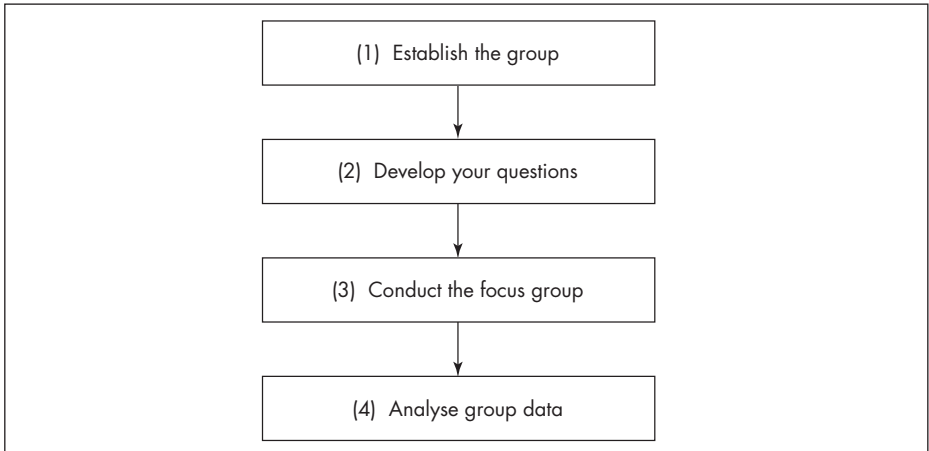 (1) Establish the group
(2) Develop your questions
(3) Conduct the focus group
(4) Analyse group data